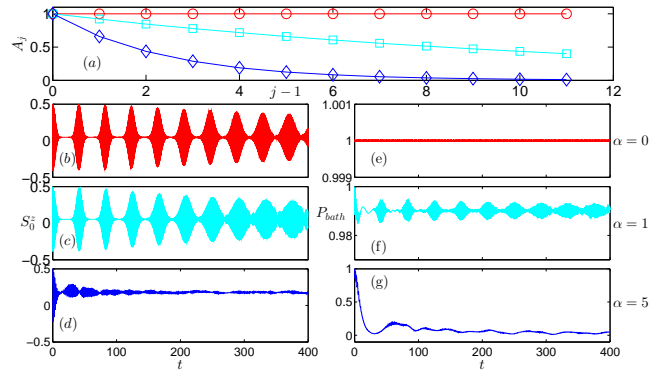 1
0.5
0
A_j
(a)
0 2 4 6 8 10 12
j − 1
0.5
0
−0.5
(b)
1.001
1
0.999
(e)
α = 0
0.5
0
−0.5
S_0^z
(c)
1
0.98
P_bath
(f)
α = 1
0.5
0
−0.5
(d)
0 100 200 300 400
t
1
0.5
0
(g)
α = 5
0 100 200 300 400
t